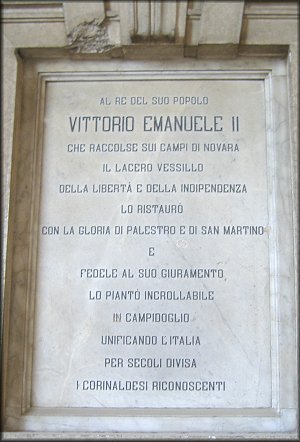 AL RE DEL SUO POPOLO
VITTORIO EMANUELE II
CHE RACCOLSE SUI CAMPI DI NOVARA
IL LACERO VESSILLO
DELLA LIBERTÀ E DELLA INDIPENDENZA
LO RISTAURÒ
CON LA GLORIA DI PALESTRO E DI SAN MARTINO
E
FEDELE AL SUO GIURAMENTO
LO PIANTÒ INCROLLABILE
IN CAMPIDOGLIO
UNIFICANDO L'ITALIA
PER SECOLI DIVISA
I CORINALDESI RICONOSCENTI